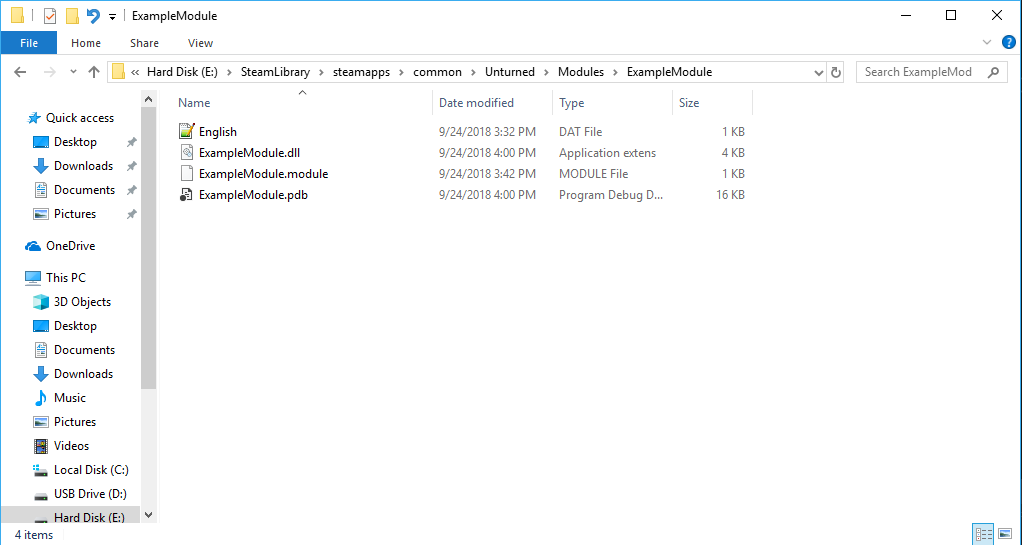 ExampleModule
File Home Share View
« Hard Disk (E:) > SteamLibrary > steamapps > common > Unturned > Modules > ExampleModule
Search ExampleMod
Name Date modified Type Size
English 9/24/2018 3:32 PM DAT File 1 KB
ExampleModule.dll 9/24/2018 4:00 PM Application extens 4 KB
ExampleModule.module 9/24/2018 3:42 PM MODULE File 1 KB
ExampleModule.pdb 9/24/2018 4:00 PM Program Debug D... 16 KB
Quick access
Desktop
Downloads
Documents
Pictures
OneDrive
This PC
3D Objects
Desktop
Documents
Downloads
Music
Pictures
Videos
Local Disk (C:)
USB Drive (D:)
Hard Disk (E:)
4 items